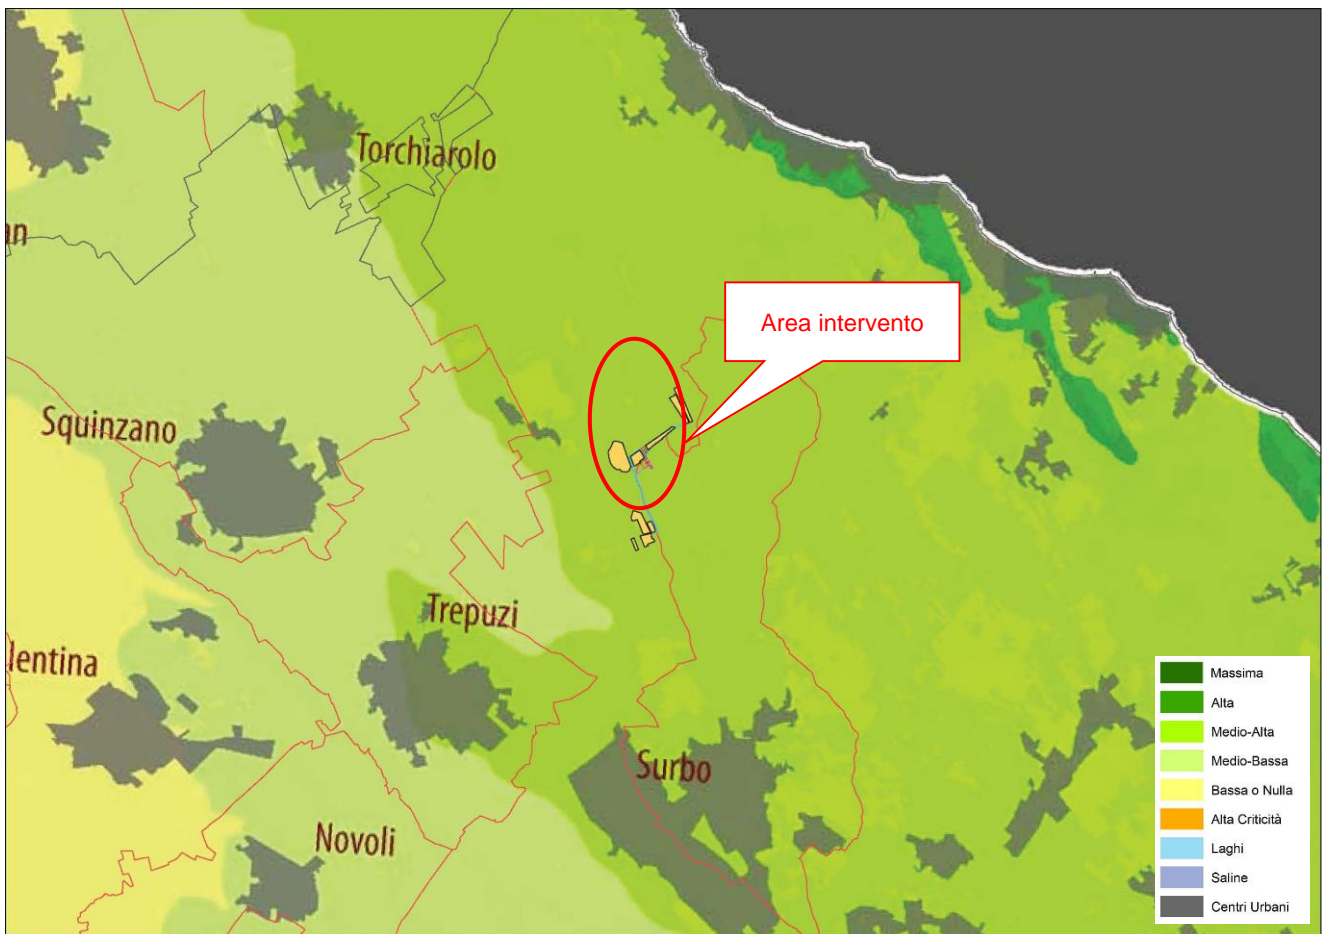 Torchiarolo
an
Area intervento
Squinzano
Trepuzi
lentina
Surbo
Novoli
Massima
Alta
Medio-Alta
Medio-Bassa
Bassa o Nulla
Alta Criticità
Laghi
Saline
Centri Urbani